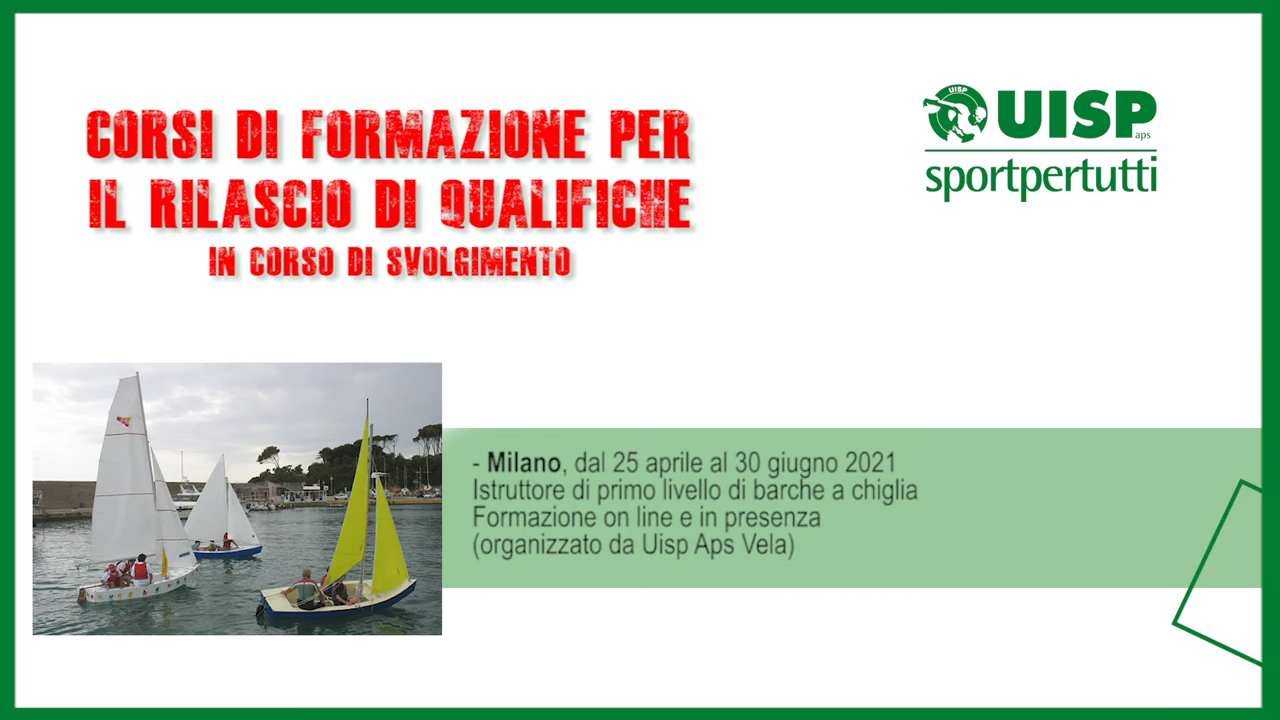 CORSI DI FORMAZIONE PER
IL RILASCIO DI QUALIFICHE
IN CORSO DI SVOLGIMENTO
UISP
UISP
aps
sportpertutti
- Milano, dal 25 aprile al 30 giugno 2021
Istruttore di primo livello di barche a chiglia
Formazione on line e in presenza
(organizzato da Uisp Aps Vela)